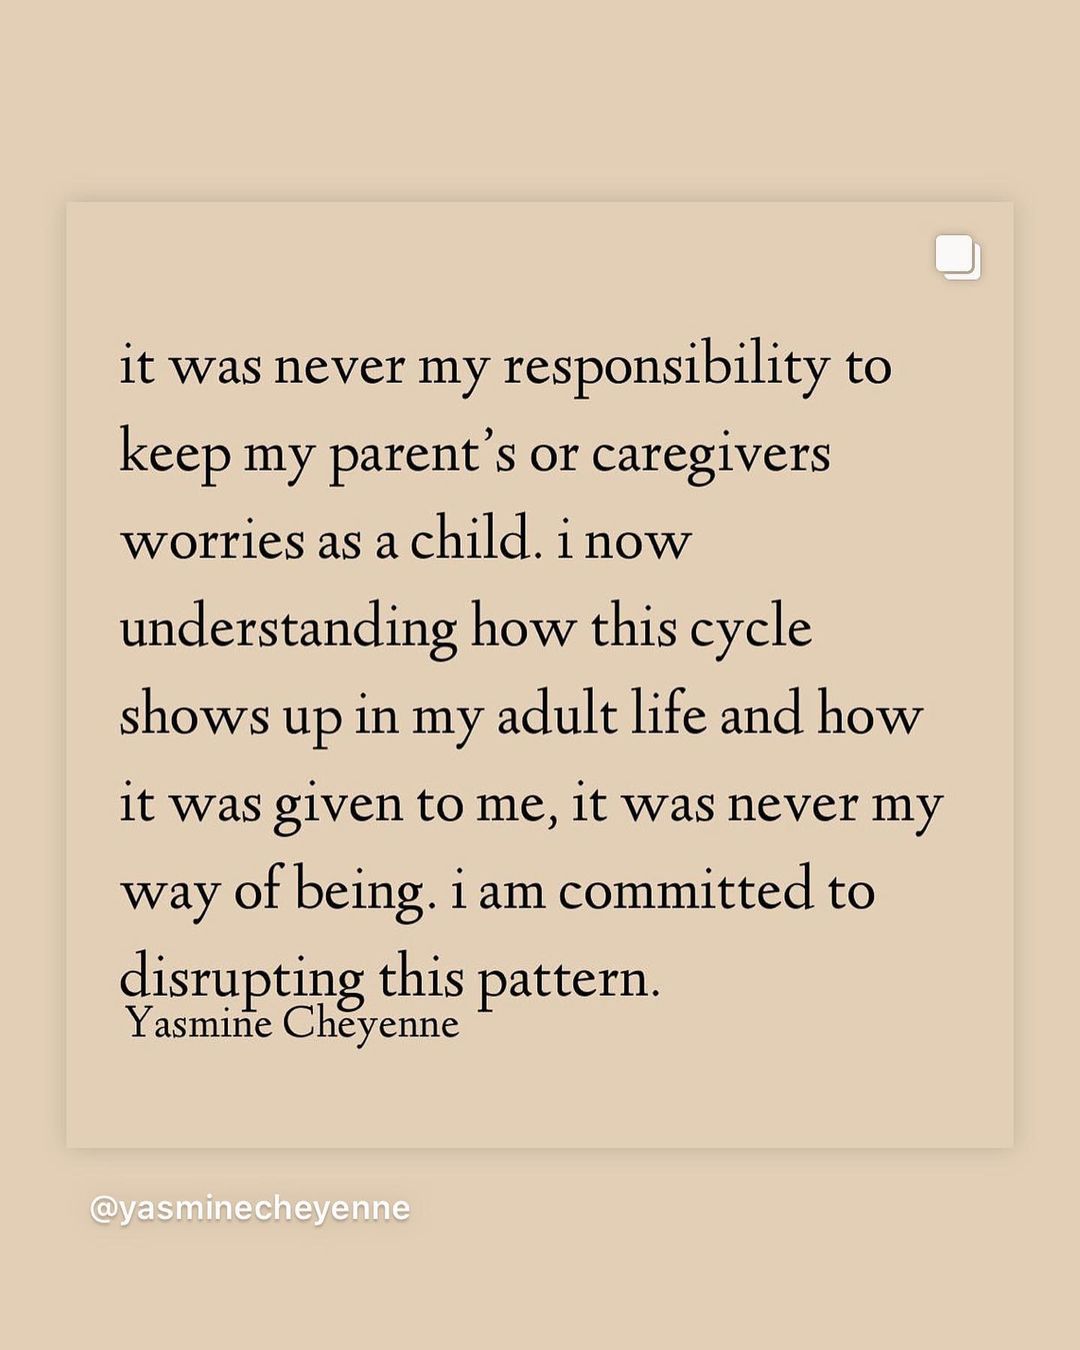 it was never my responsibility to
keep my parent’s or caregivers
worries as a child. i now
understanding how this cycle
shows up in my adult life and how
it was given to me, it was never my
way of being. i am committed to
disrupting this pattern.
Yasmine Cheyenne
@yasminecheyenne